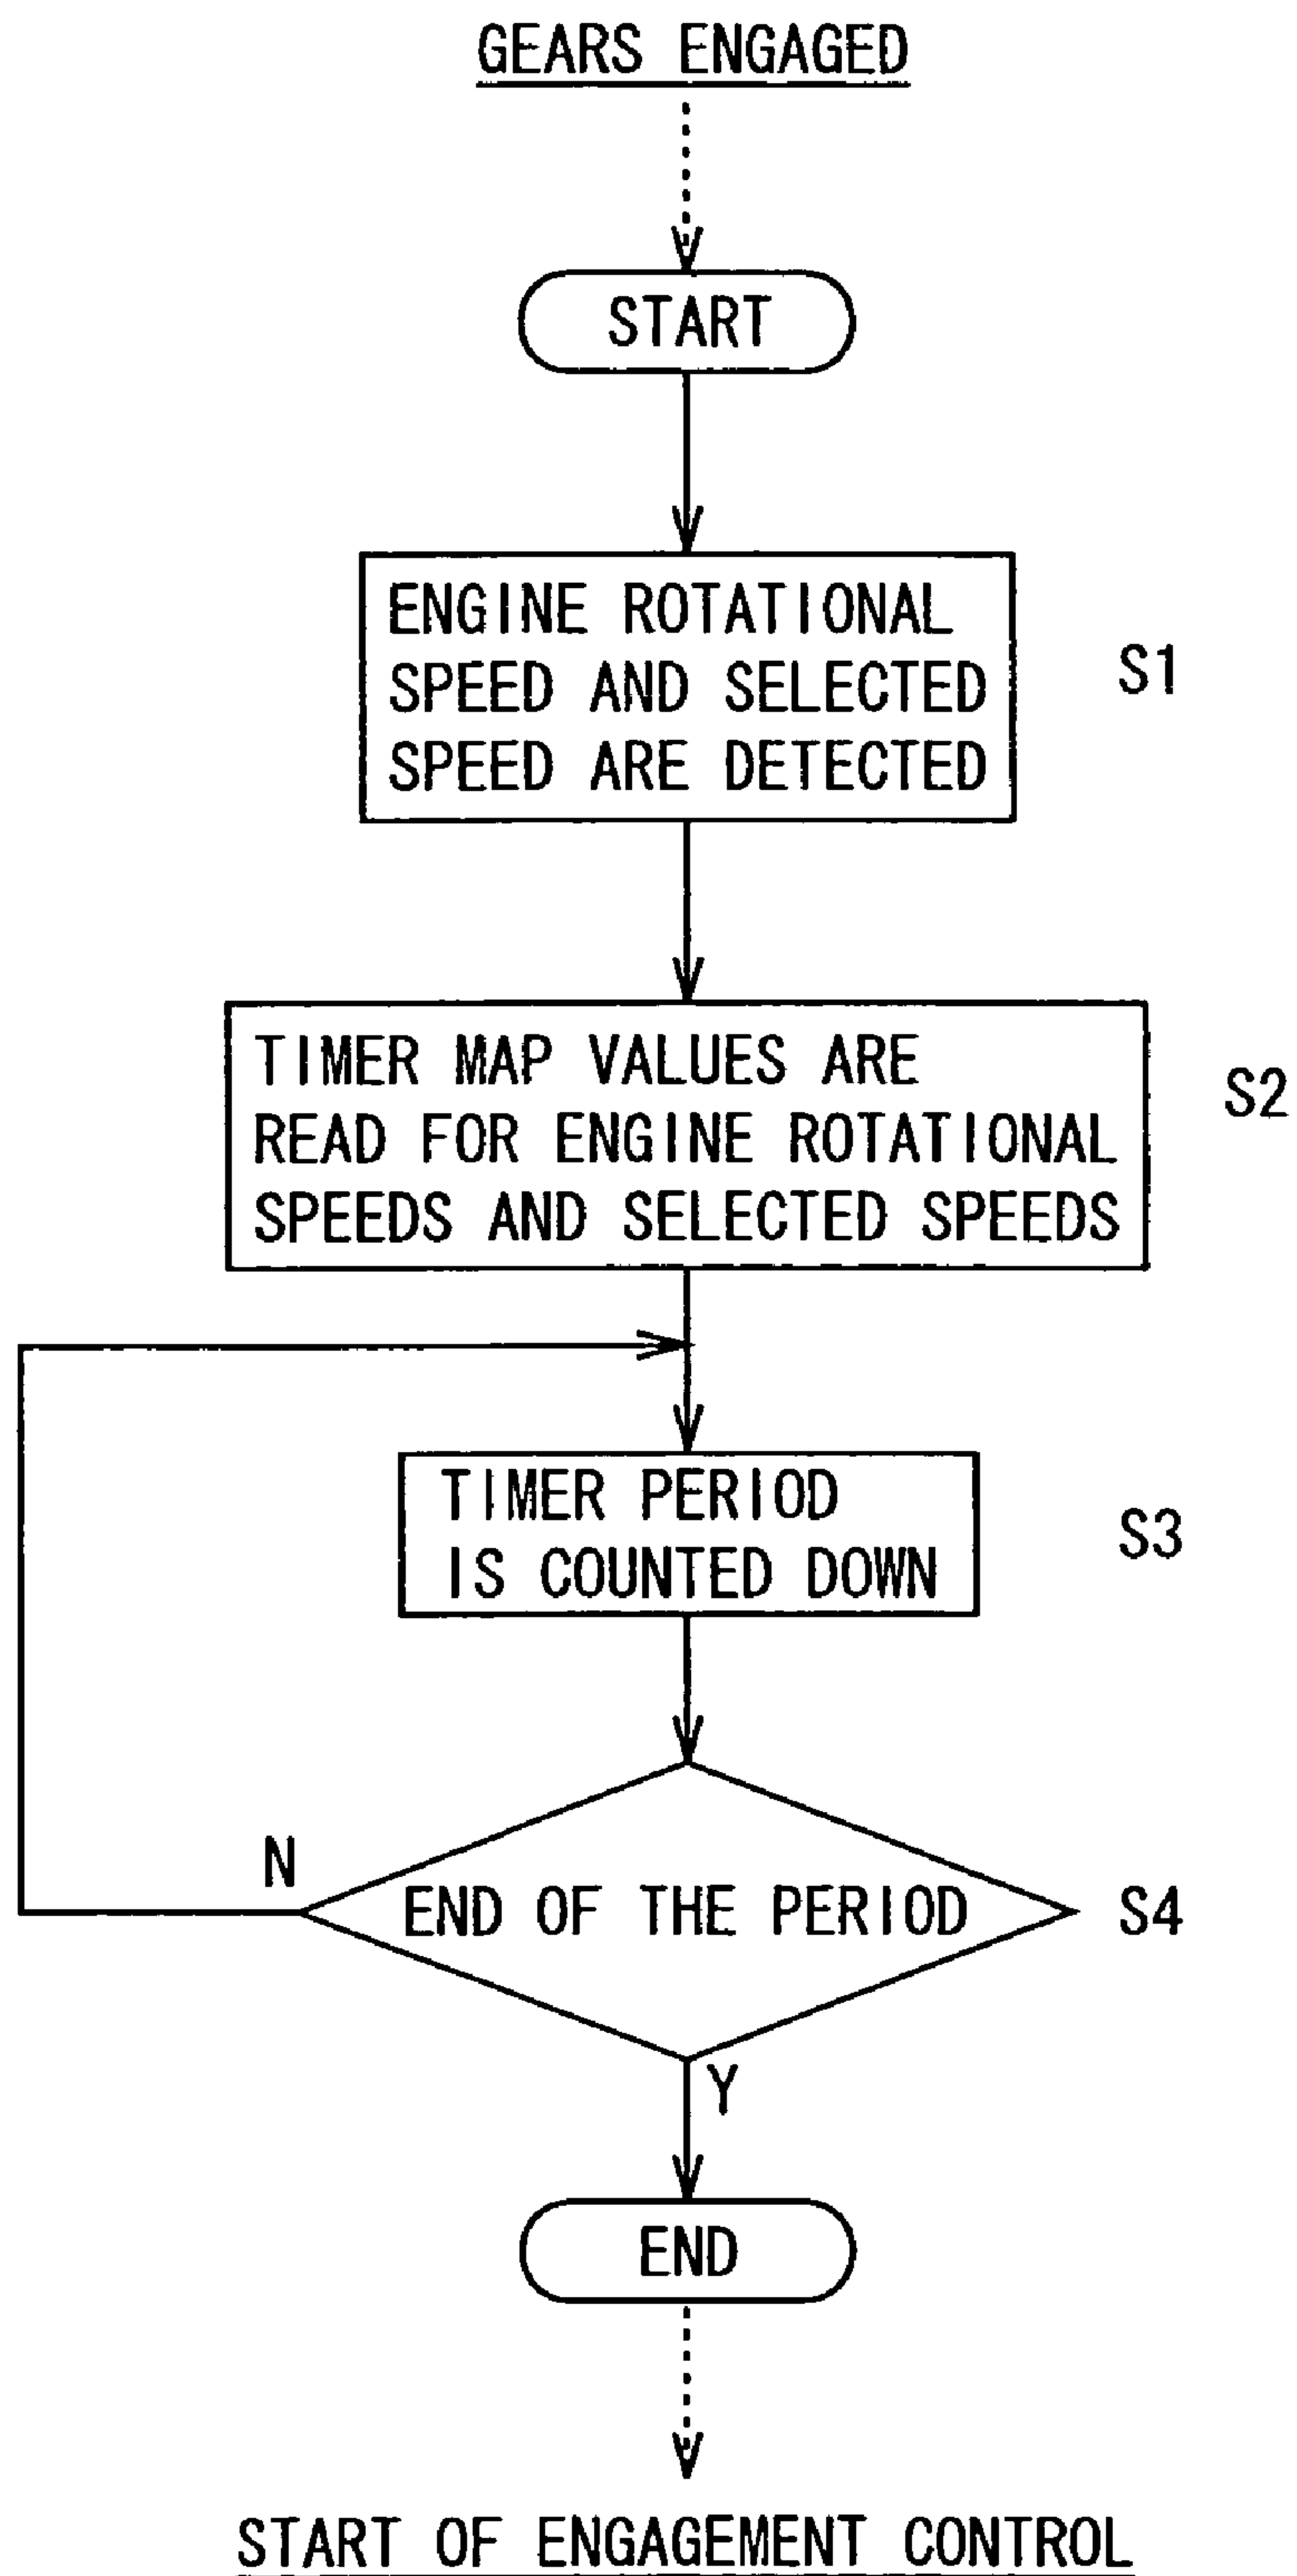 GEARS ENGAGED
START
ENGINE ROTATIONAL
SPEED AND SELECTED
SPEED ARE DETECTED
S1
TIMER MAP VALUES ARE
READ FOR ENGINE ROTATIONAL
SPEEDS AND SELECTED SPEEDS
S2
TIMER PERIOD
IS COUNTED DOWN
S3
N
END OF THE PERIOD
S4
Y
END
START OF ENGAGEMENT CONTROL